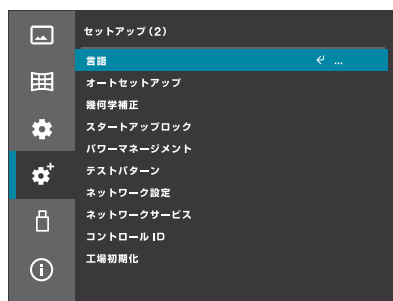 セットアップ(2)
言語 ...
オートセットアップ
幾何学補正
スタートアップロック
パワーマネージメント
テストパターン
ネットワーク設定
ネットワークサービス
コントロール ID
工場初期化